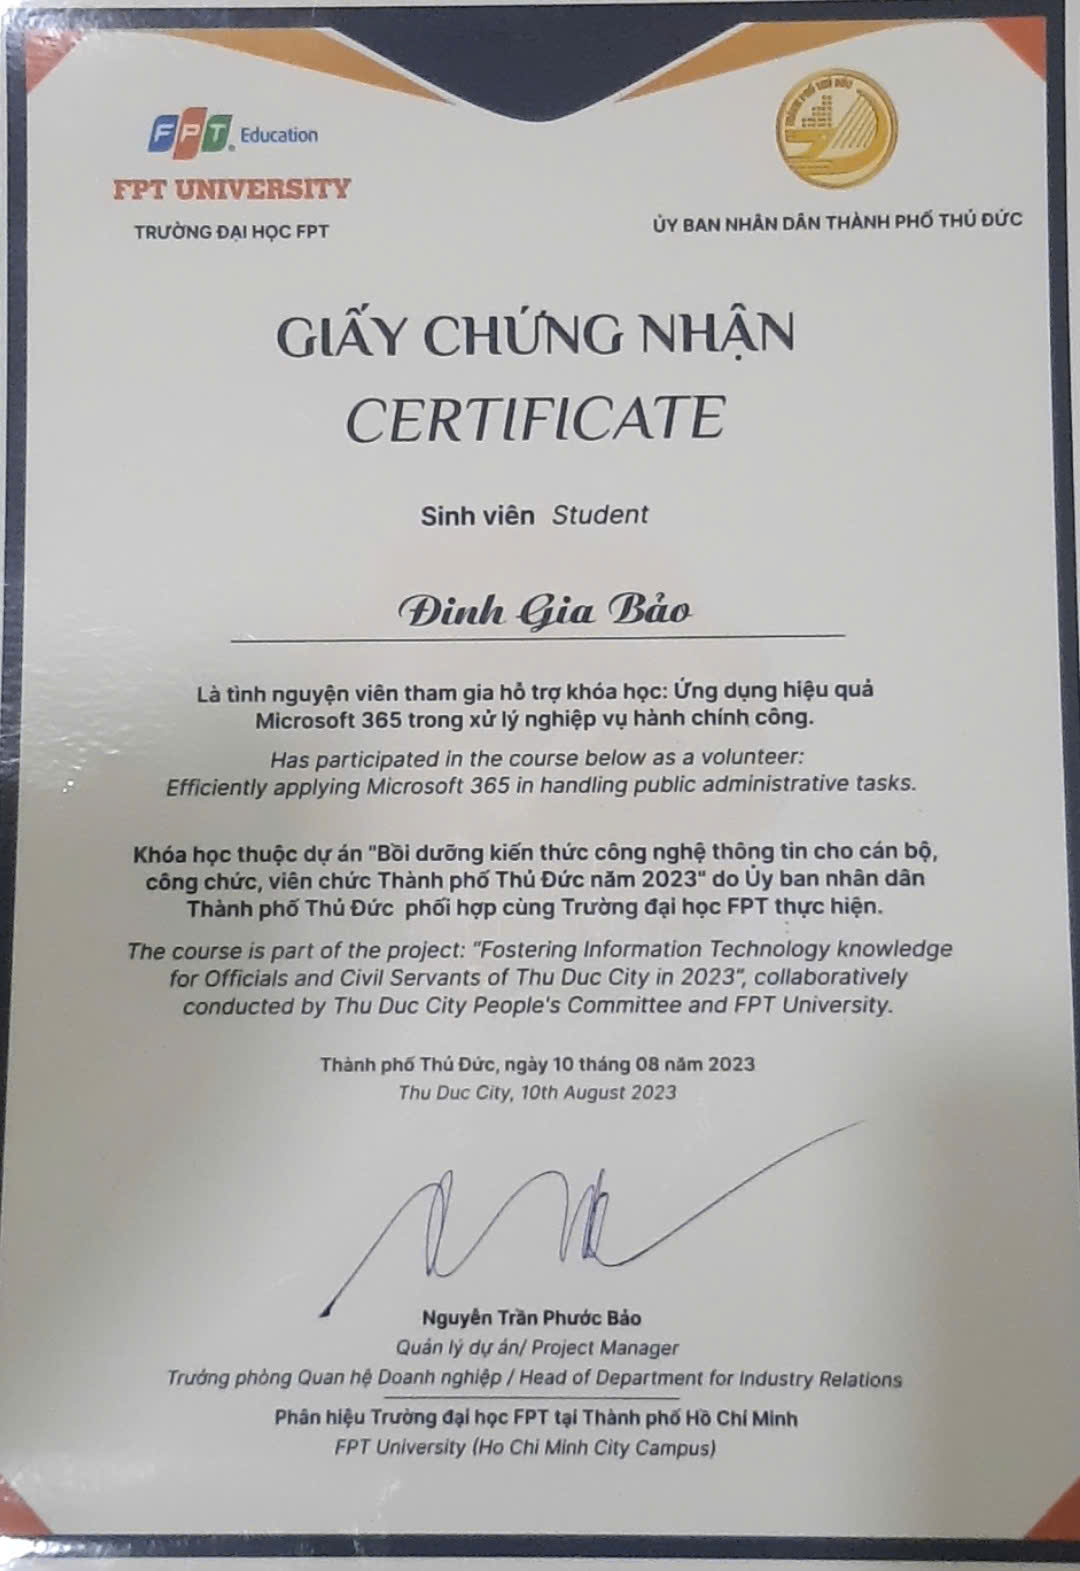 FPT Education
FPT UNIVERSITY
TRƯỜNG ĐẠI HỌC FPT
THÀNH PHỐ THỦ ĐỨC
ỦY BAN NHÂN DÂN THÀNH PHỐ THỦ ĐỨC
GIẤY CHỨNG NHẬN
CERTIFICATE
Sinh viên Student
Đinh Gia Bảo
Là tình nguyện viên tham gia hỗ trợ khóa học: Ứng dụng hiệu quả
Microsoft 365 trong xử lý nghiệp vụ hành chính công.
Has participated in the course below as a volunteer:
Efficiently applying Microsoft 365 in handling public administrative tasks.
Khóa học thuộc dự án "Bồi dưỡng kiến thức công nghệ thông tin cho cán bộ,
công chức, viên chức Thành phố Thủ Đức năm 2023" do Ủy ban nhân dân
Thành phố Thủ Đức phối hợp cùng Trường đại học FPT thực hiện.
The course is part of the project: "Fostering Information Technology knowledge
for Officials and Civil Servants of Thu Duc City in 2023", collaboratively
conducted by Thu Duc City People's Committee and FPT University.
Thành phố Thủ Đức, ngày 10 tháng 08 năm 2023
Thu Duc City, 10th August 2023
Nguyễn Trần Phước Bảo
Quản lý dự án/ Project Manager
Trưởng phòng Quan hệ Doanh nghiệp / Head of Department for Industry Relations
Phân hiệu Trường đại học FPT tại Thành phố Hồ Chí Minh
FPT University (Ho Chi Minh City Campus)